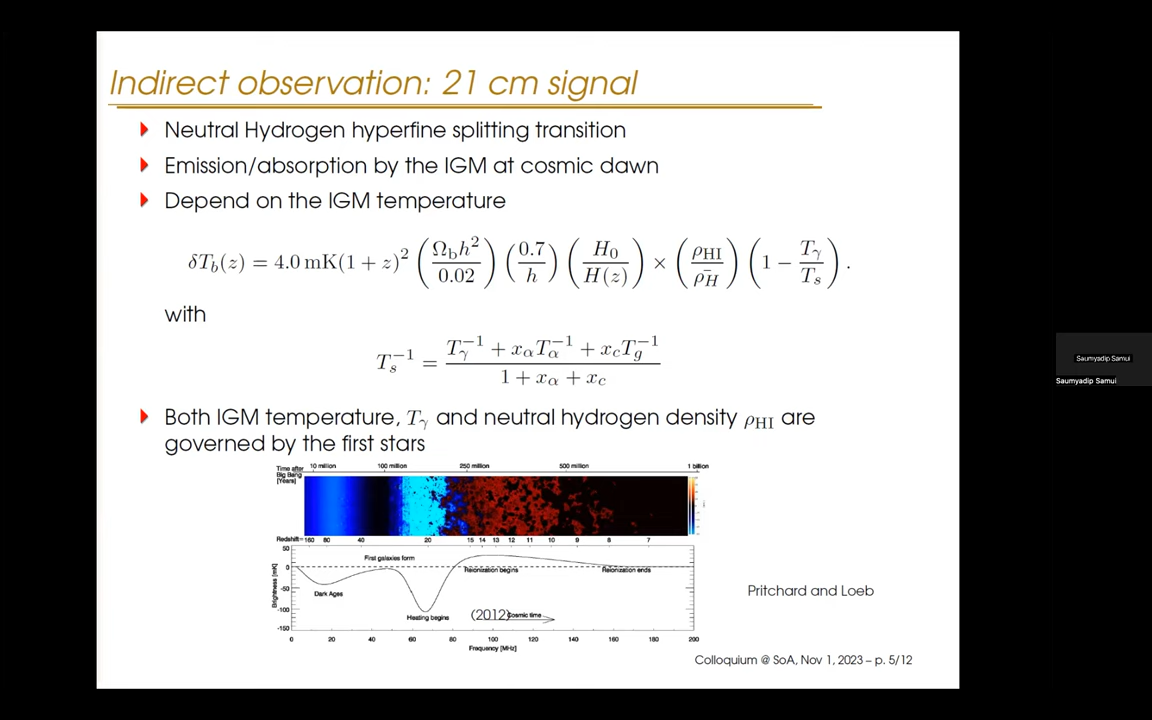 Indirect observation: 21 cm signal
Neutral Hydrogen hyperfine splitting transition
Emission/absorption by the IGM at cosmic dawn
Depend on the IGM temperature
δT_b(z) = 4.0 mK(1 + z)^2 (Ω_b h^2 / 0.02) (0.7 / h) (H_0 / H(z)) × (ρ_HI / ρ̄_H) (1 − T_γ / T_s) .
with
T_s^{-1} = (T_γ^{-1} + x_α T_α^{-1} + x_c T_g^{-1}) / (1 + x_α + x_c)
Both IGM temperature, T_γ and neutral hydrogen density ρ_HI are
governed by the first stars
Time after Big Bang [Years] 10 million 100 million 250 million 500 million 1 billion
Redshift= 160 80 40 20 15 14 13 12 11 10 9 8 7
Brightness [mK]
50
0
-50
-100
-150
First galaxies form
Reionization begins
Reionization ends
Dark Ages
Heating begins
(2012)
Cosmic time
0 20 40 60 80 100 120 140 160 180 200
Frequency [MHz]
Pritchard and Loeb
Colloquium @ SoA, Nov 1, 2023 – p. 5/12
Saumyadip Samui
Saumyadip Samui